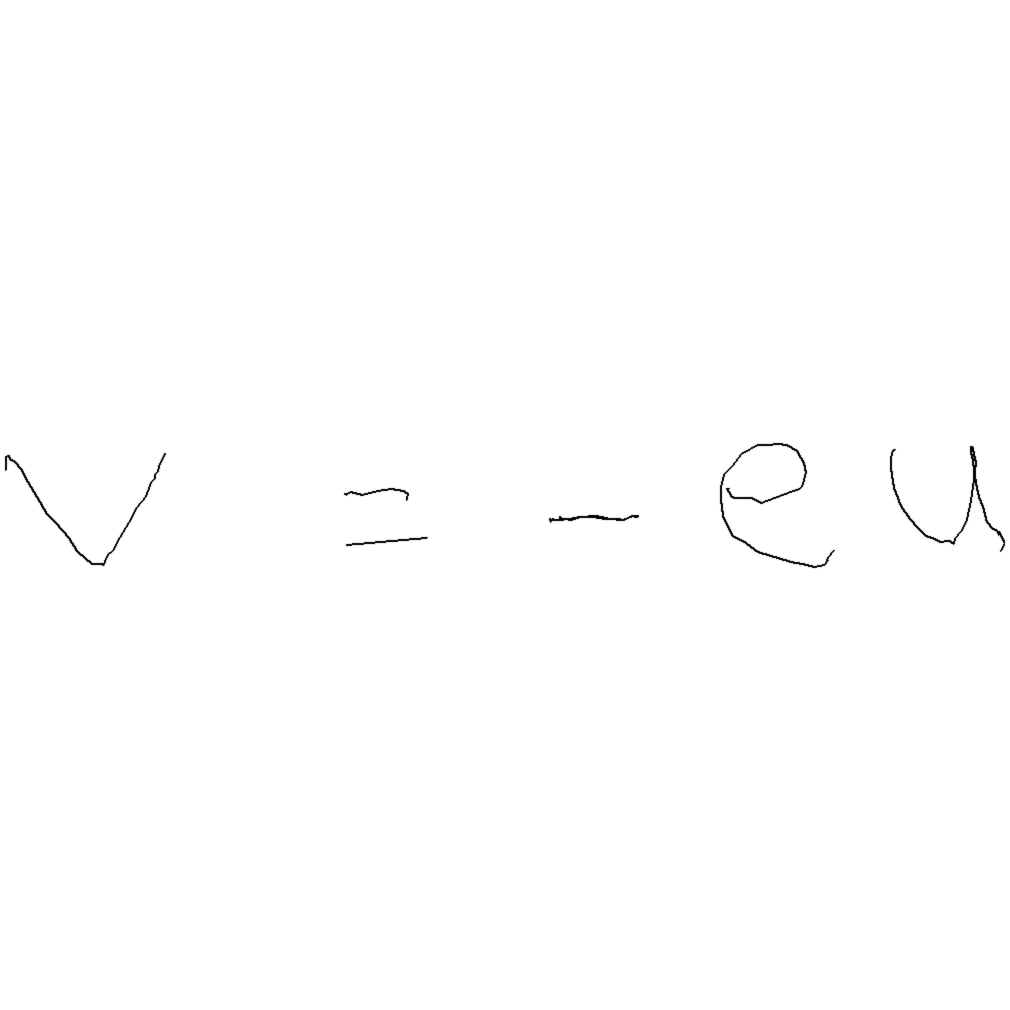 v = - eu